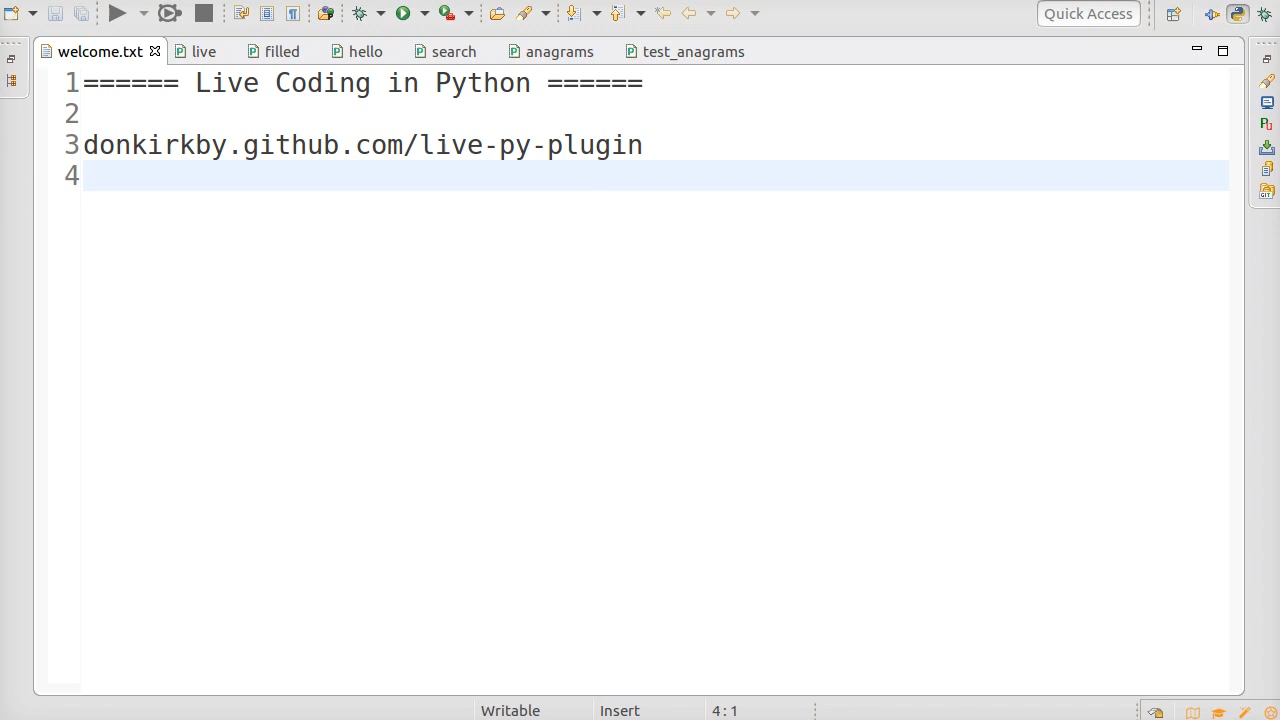 Quick Access
welcome.txt live filled hello search anagrams test_anagrams
1 ====== Live Coding in Python ======
2
3 donkirkby.github.com/live-py-plugin
4
Writable Insert 4:1